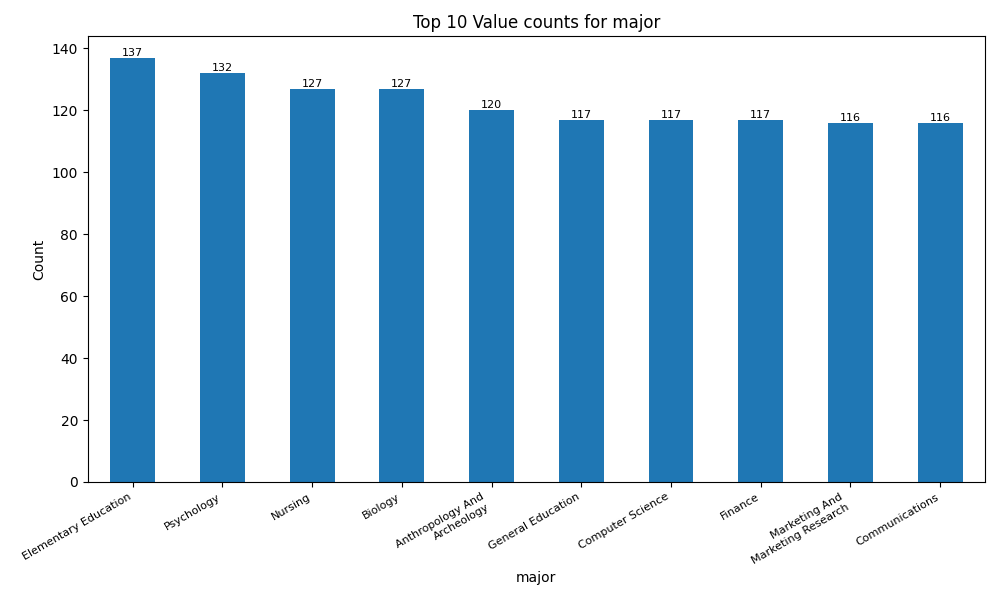 Top 10 Value counts for major
Count
140
120
100
80
60
40
20
0
137
132
127
127
120
117
117
117
116
116
Elementary Education
Psychology
Nursing
Biology
Anthropology And
Archeology
General Education
Computer Science
Finance
Marketing And
Marketing Research
Communications
major